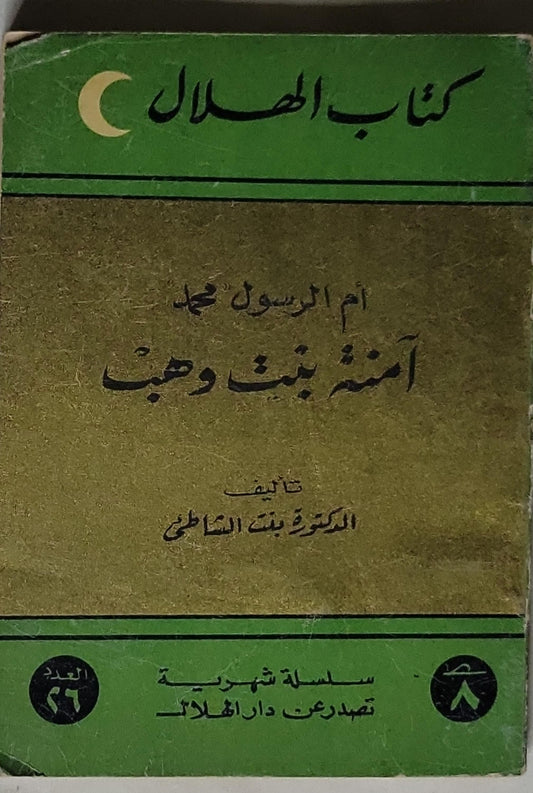 كتاب الهلال
أم الرسول محمد
آمنة بنت وهب
تأليف
الدكتورة بنت الشاطئ
سلسلة شهرية
تصدر عن دار الهلال
العدد
٢٦
٨